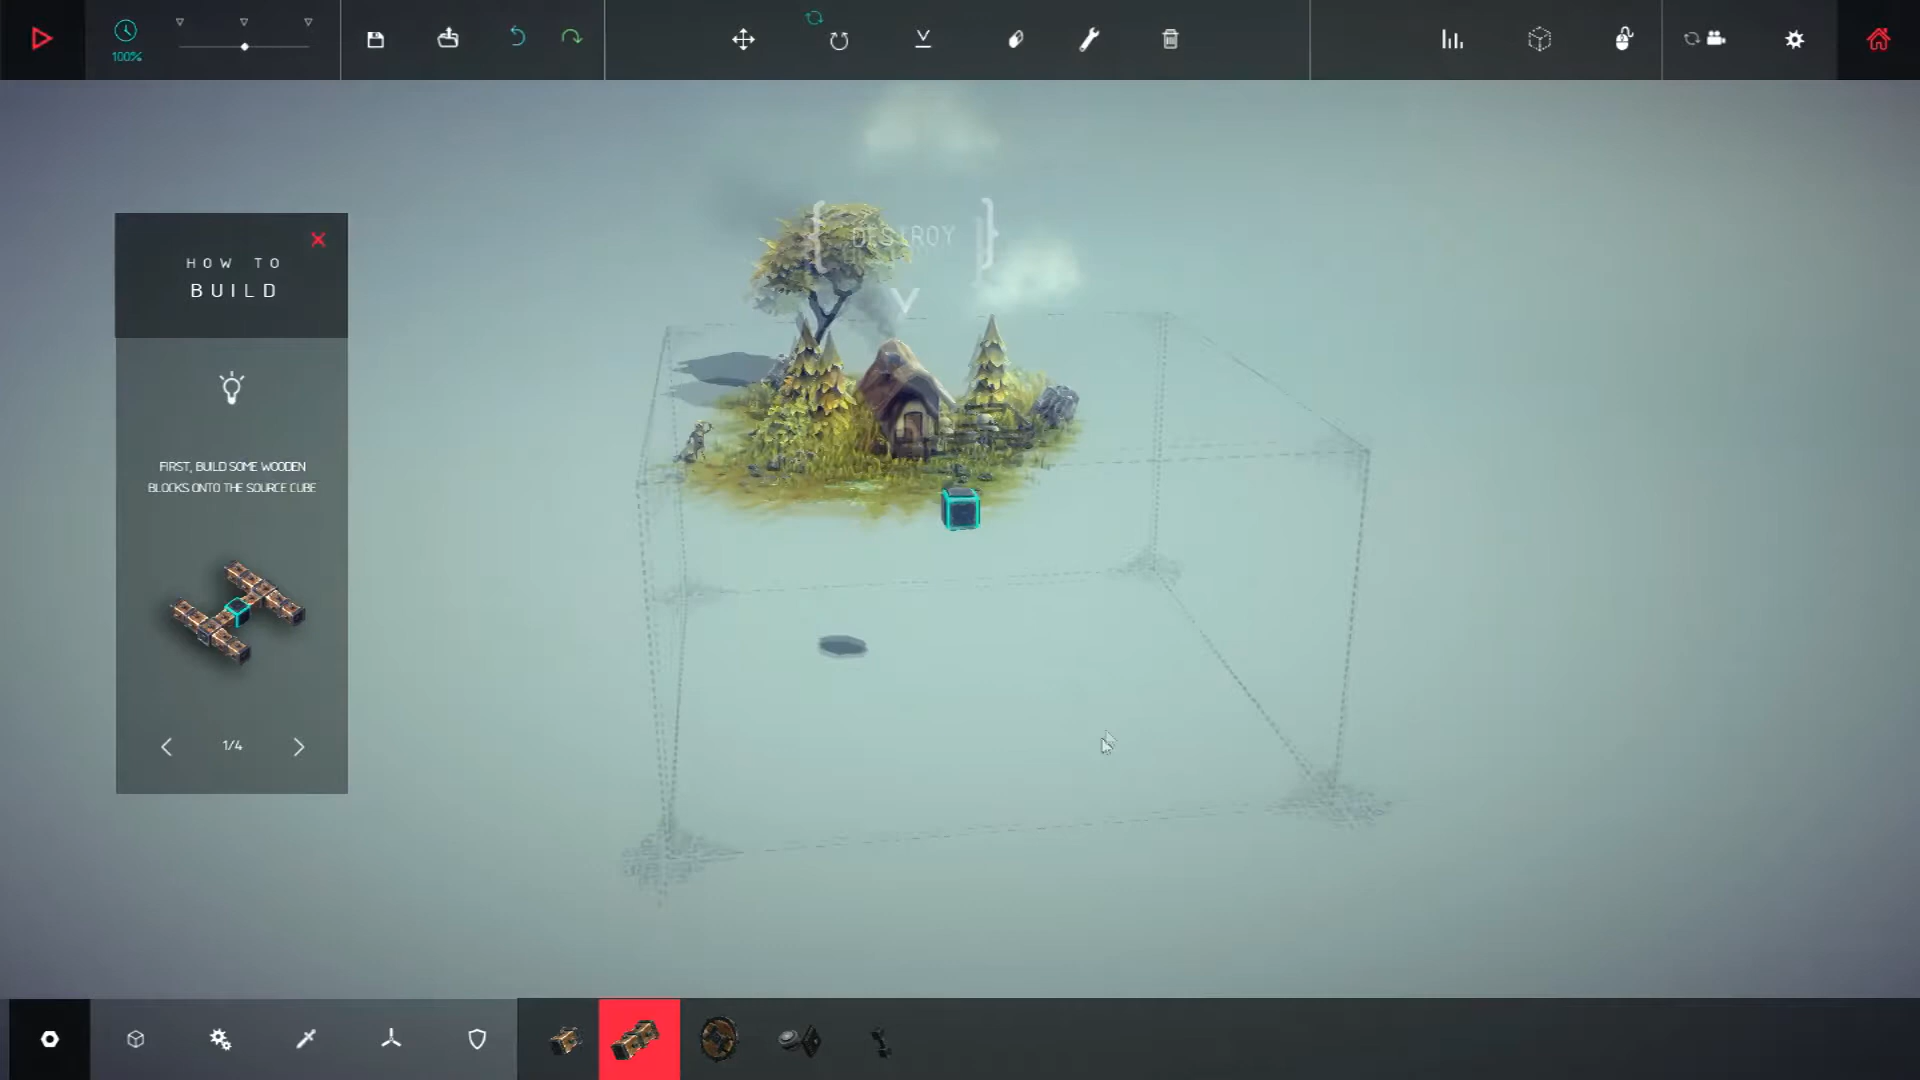 100%
DESTROY
HOW TO
BUILD
FIRST, BUILD SOME WOODEN
BLOCKS ONTO THE SOURCE CUBE
1/4